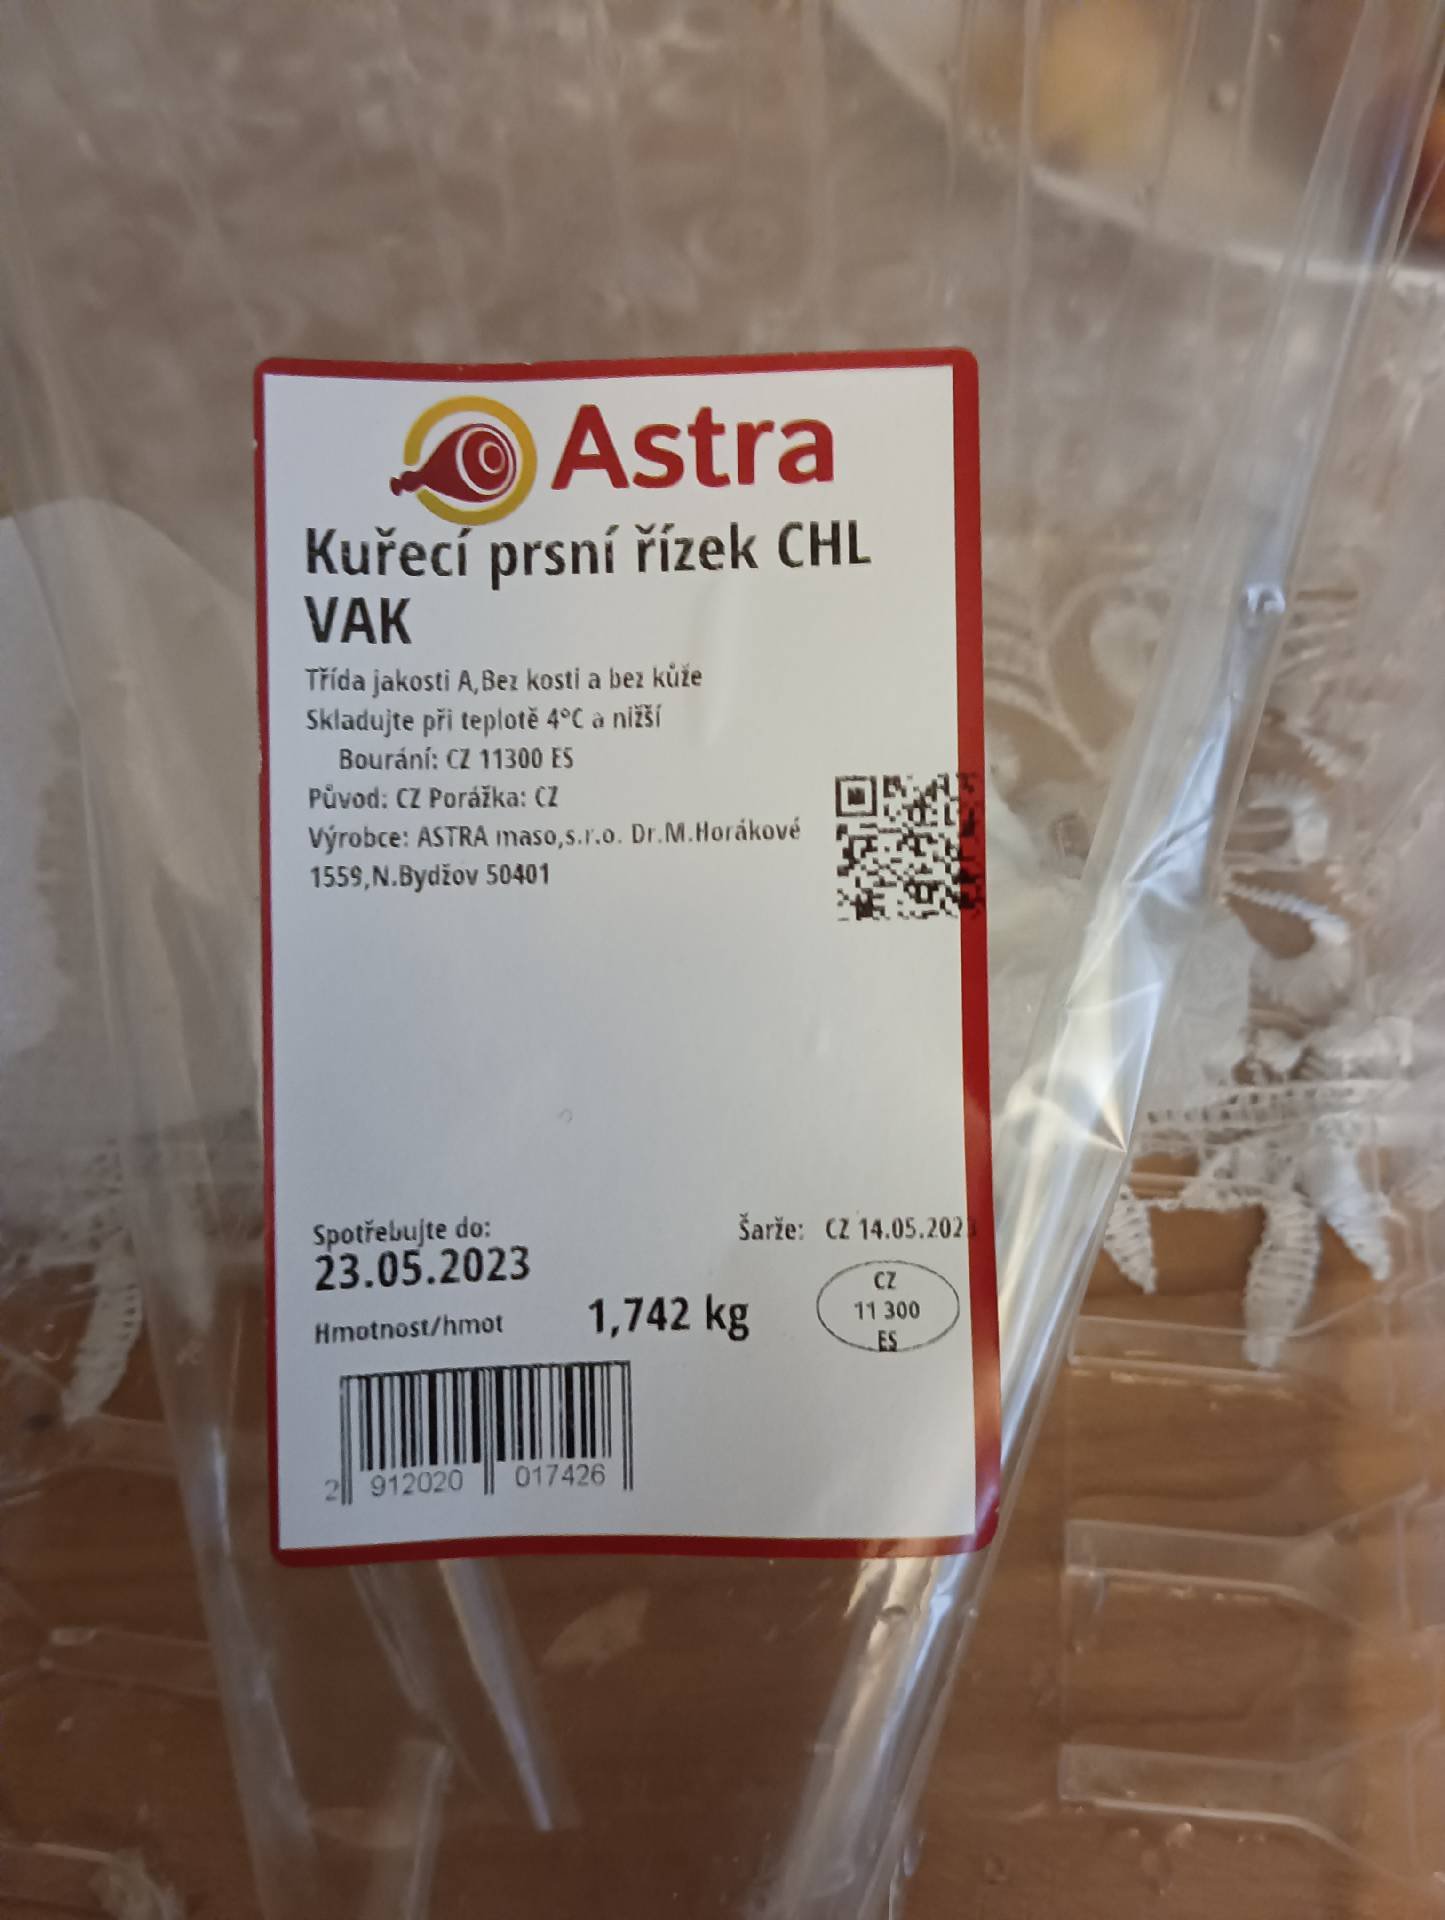 Astra
Kuřecí prsní řízek CHL
VAK
Třída jakosti A,Bez kosti a bez kůže
Skladujte při teplotě 4°C a nižší
Bourání: CZ 11300 ES
Původ: CZ Porážka: CZ
Výrobce: ASTRA maso,s.r.o. Dr.M.Horákové
1559,N.Bydžov 50401
Spotřebujte do:
23.05.2023
Šarže: CZ 14.05.2023
Hmotnost/hmot
1,742 kg
CZ
11 300
ES
2 912020 017426